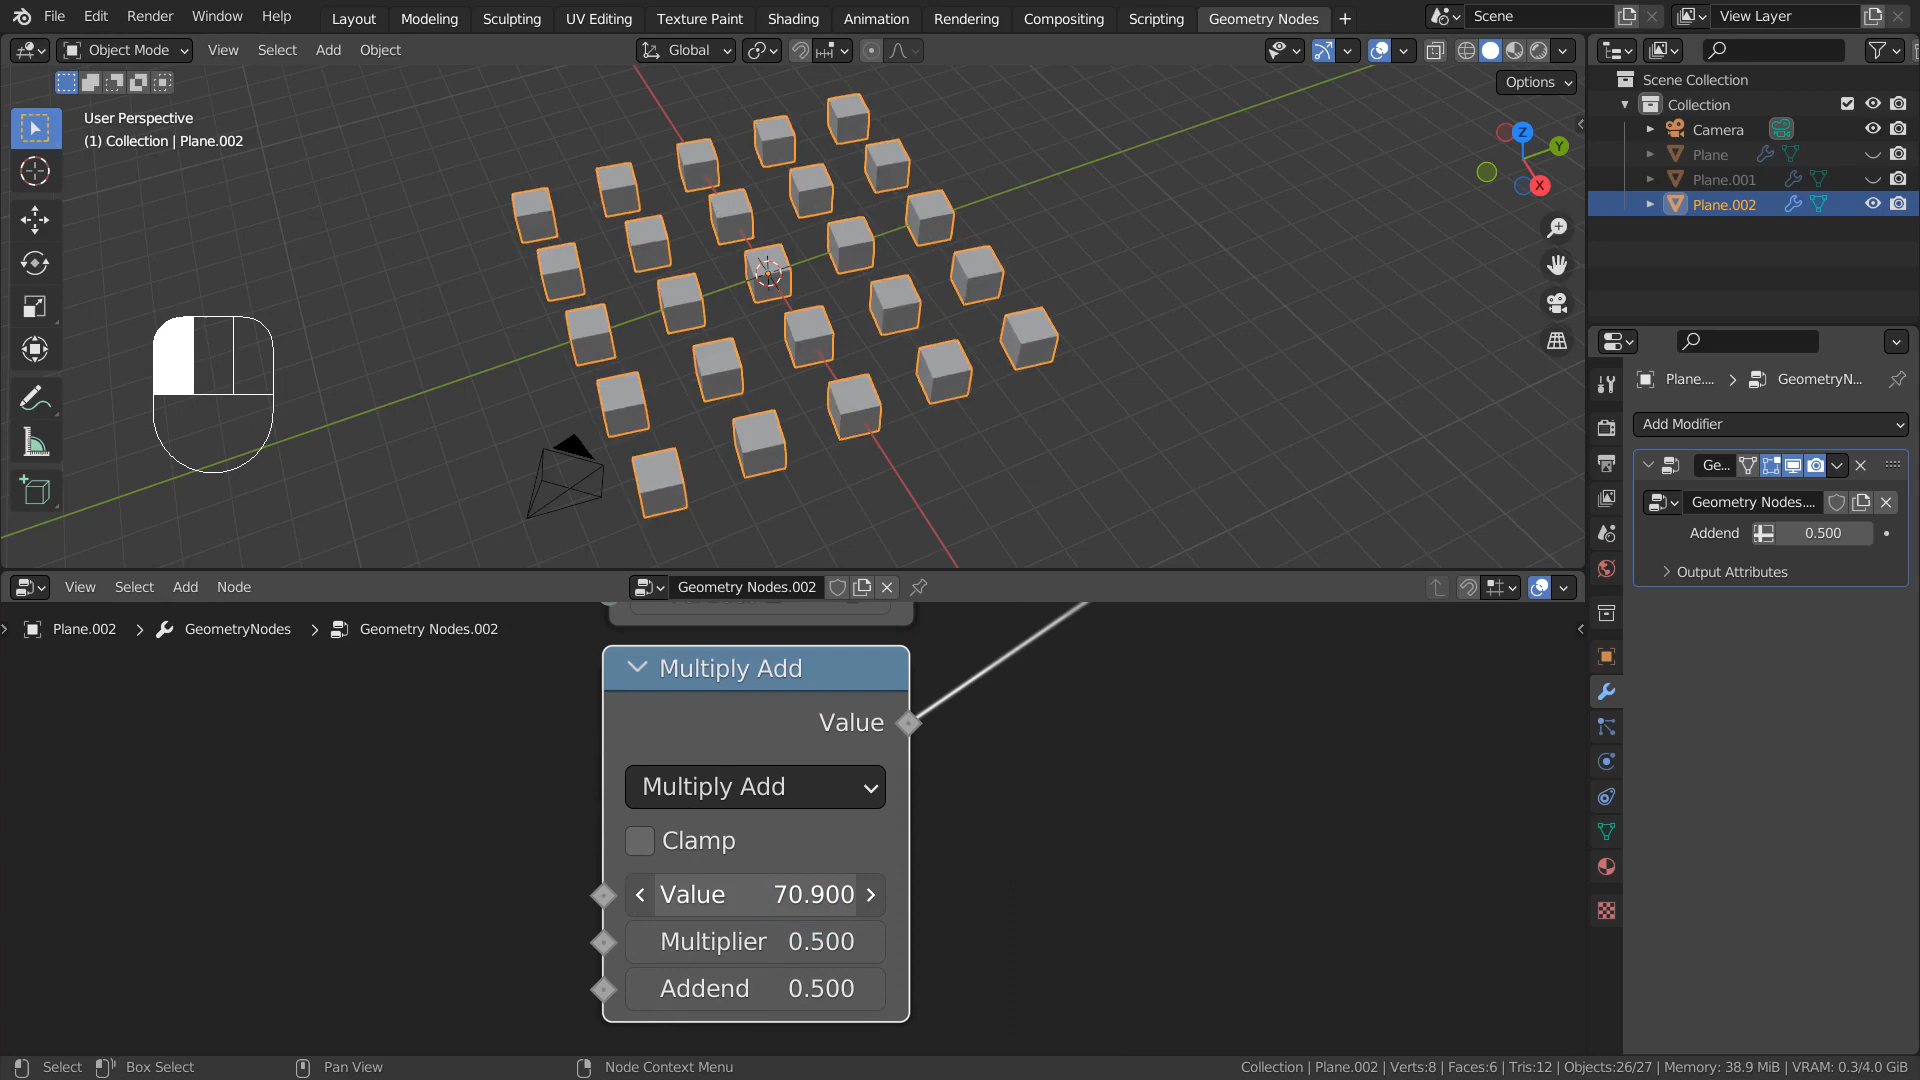 File Edit Render Window Help Layout Modeling Sculpting UV Editing Texture Paint Shading Animation Rendering Compositing Scripting Geometry Nodes + Scene View Layer
Object Mode View Select Add Object Global
Options
User Perspective
(1) Collection | Plane.002
Z
Y
X
Scene Collection
Collection
Camera
Plane
Plane.001
Plane.002
Plane.... > GeometryN...
Add Modifier
Ge...
Geometry Nodes....
Addend 0.500
Output Attributes
View Select Add Node Geometry Nodes.002
Plane.002 > GeometryNodes > Geometry Nodes.002
Multiply Add
Value
Multiply Add
Clamp
Value 70.900
Multiplier 0.500
Addend 0.500
Select Box Select Pan View Node Context Menu Collection | Plane.002 | Verts:8 | Faces:6 | Tris:12 | Objects:26/27 | Memory: 38.9 MiB | VRAM: 0.3/4.0 GiB